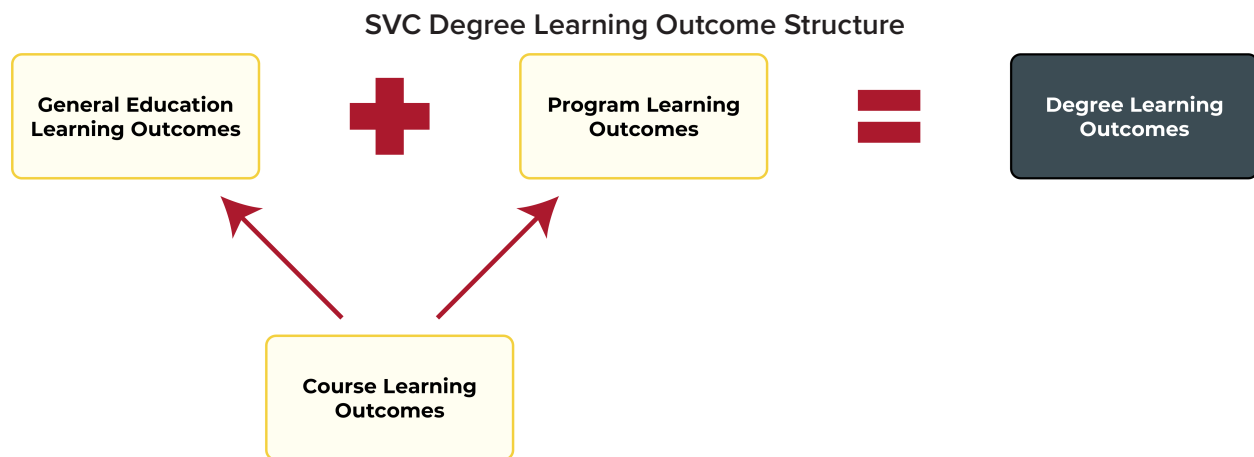 SVC Degree Learning Outcome Structure
General Education
Learning Outcomes
Program Learning
Outcomes
Degree Learning
Outcomes
Course Learning
Outcomes